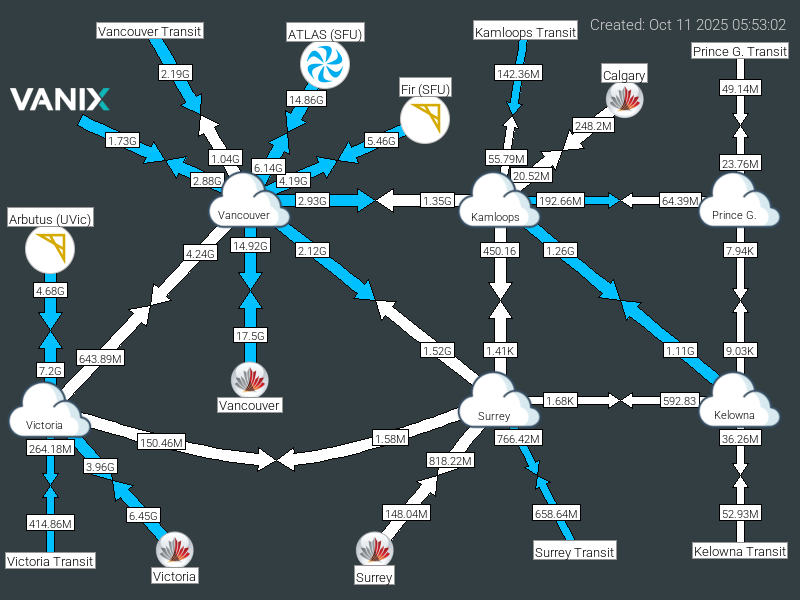 Created: Oct 11 2025 05:53:02
Vancouver Transit
ATLAS (SFU)
Kamloops Transit
Prince G. Transit
2.19G
142.36M
Calgary
49.14M
VANIX
14.86G
Fir (SFU)
248.2M
1.73G
5.46G
1.04G
55.79M
23.76M
6.14G
20.52M
2.88G
4.19G
2.93G
1.35G
192.66M
64.39M
Arbutus (UVic)
Vancouver
Kamloops
Prince G.
14.92G
4.24G
2.12G
450.16
1.26G
7.94K
4.68G
17.5G
643.89M
1.52G
1.41K
1.11G
9.03K
7.2G
Vancouver
1.68K
592.83
Victoria
Surrey
Kelowna
264.18M
150.46M
1.58M
766.42M
36.26M
3.96G
818.22M
414.86M
6.45G
148.04M
658.64M
52.93M
Victoria Transit
Victoria
Surrey
Surrey Transit
Kelowna Transit